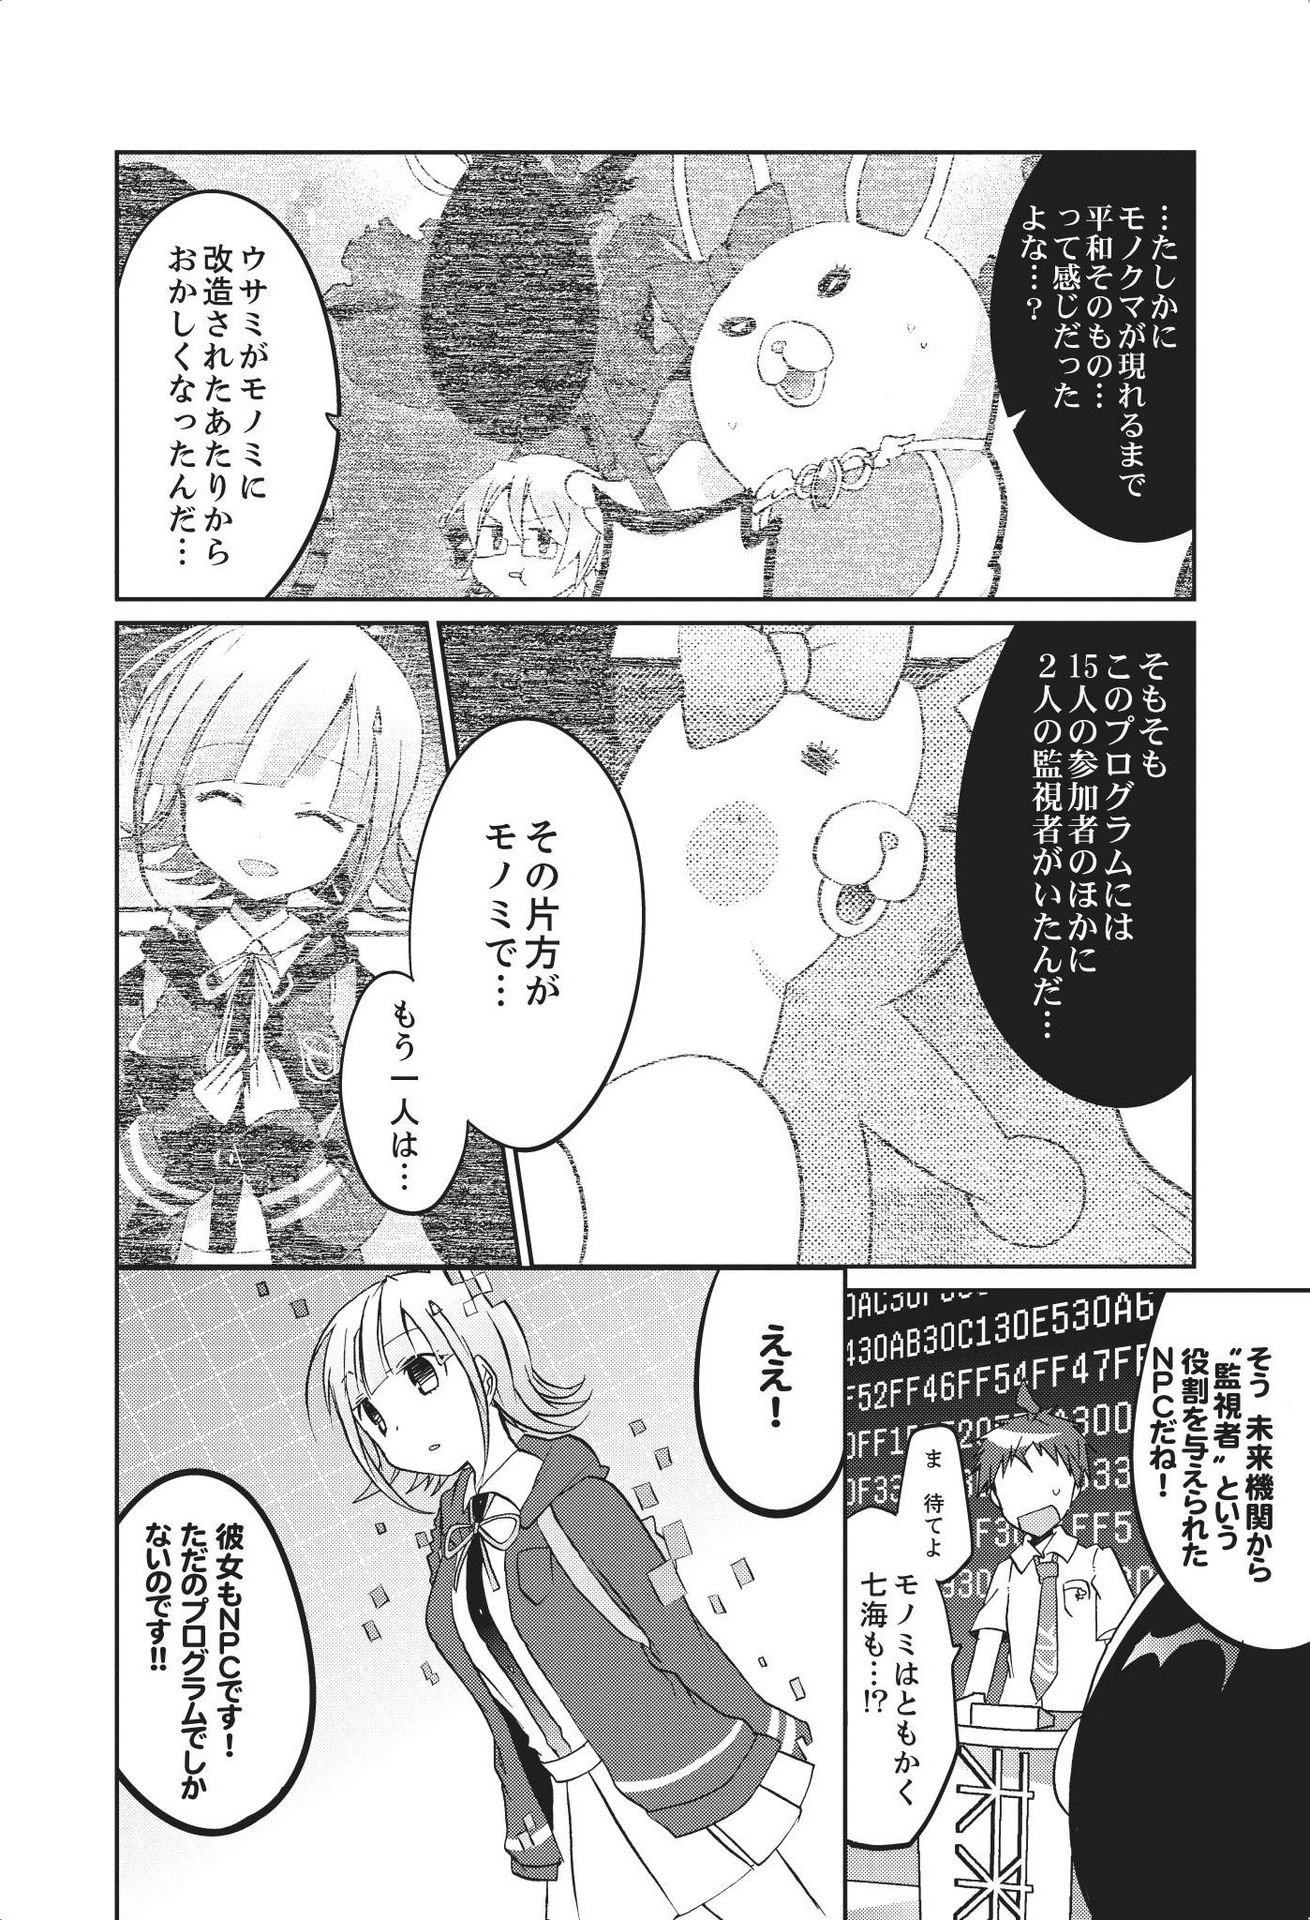 …たしかに
モノクマが現れるまで
平和そのもの…
って感じだった
よな…?
ウサミがモノミに
改造されたあたりから
おかしくなったんだ…
そもそも
このプログラムには
15人の参加者のほかに
2人の監視者がいたんだ…
その片方が
モノミで…
もう一人は…
そう 未来機関から
"監視者"という
役割を与えられた
NPCだね!
ま 待てよ
モノミはともかく
七海も…!?
430AB30C130E530A6
F52FF46FF54FF47FF
ええ!
彼女もNPCです!
ただのプログラムでしか
ないのです!!